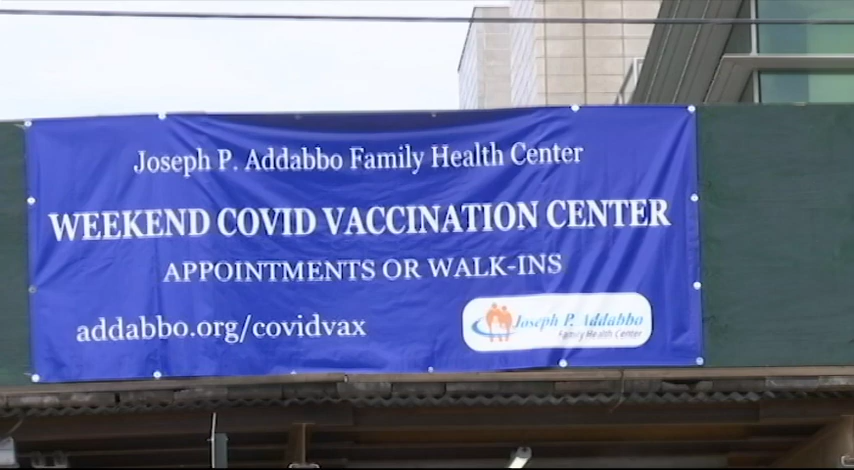 Joseph P. Addabbo Family Health Center
WEEKEND COVID VACCINATION CENTER
APPOINTMENTS OR WALK-INS
addabbo.org/covidvax
Joseph P. Addabbo
Family Health Center